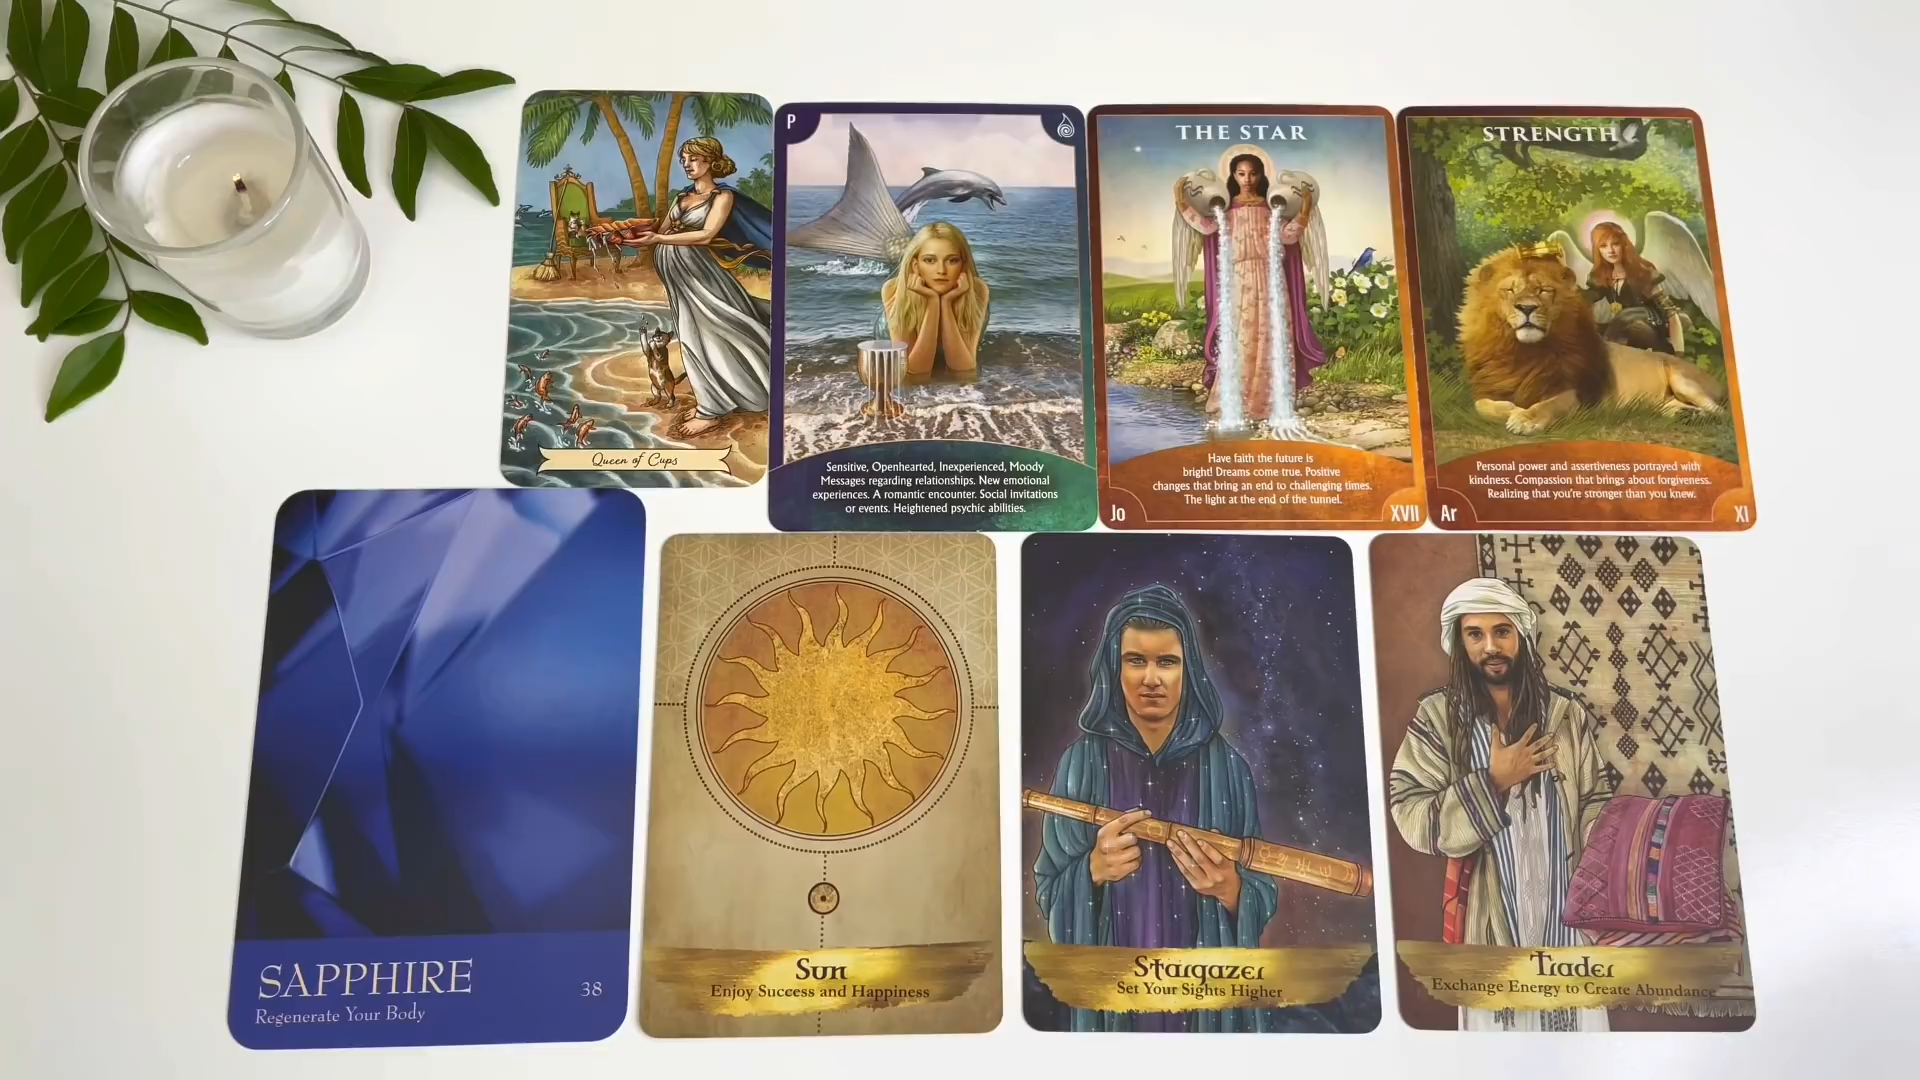 Queen of Cups
P
Sensitive, Openhearted, Inexperienced, Moody
Messages regarding relationships. New emotional
experiences. A romantic encounter. Social invitations
or events. Heightened psychic abilities.
THE STAR
Have faith the future is
bright! Dreams come true. Positive
changes that bring an end to challenging times.
The light at the end of the tunnel.
Jo
XVII
STRENGTH
Personal power and assertiveness portrayed with
kindness. Compassion that brings about forgiveness.
Realizing that you're stronger than you knew.
Ar
XI
SAPPHIRE
38
Regenerate Your Body
Sun
Enjoy Success and Happiness
Stargazer
Set Your Sights Higher
Trader
Exchange Energy to Create Abundance